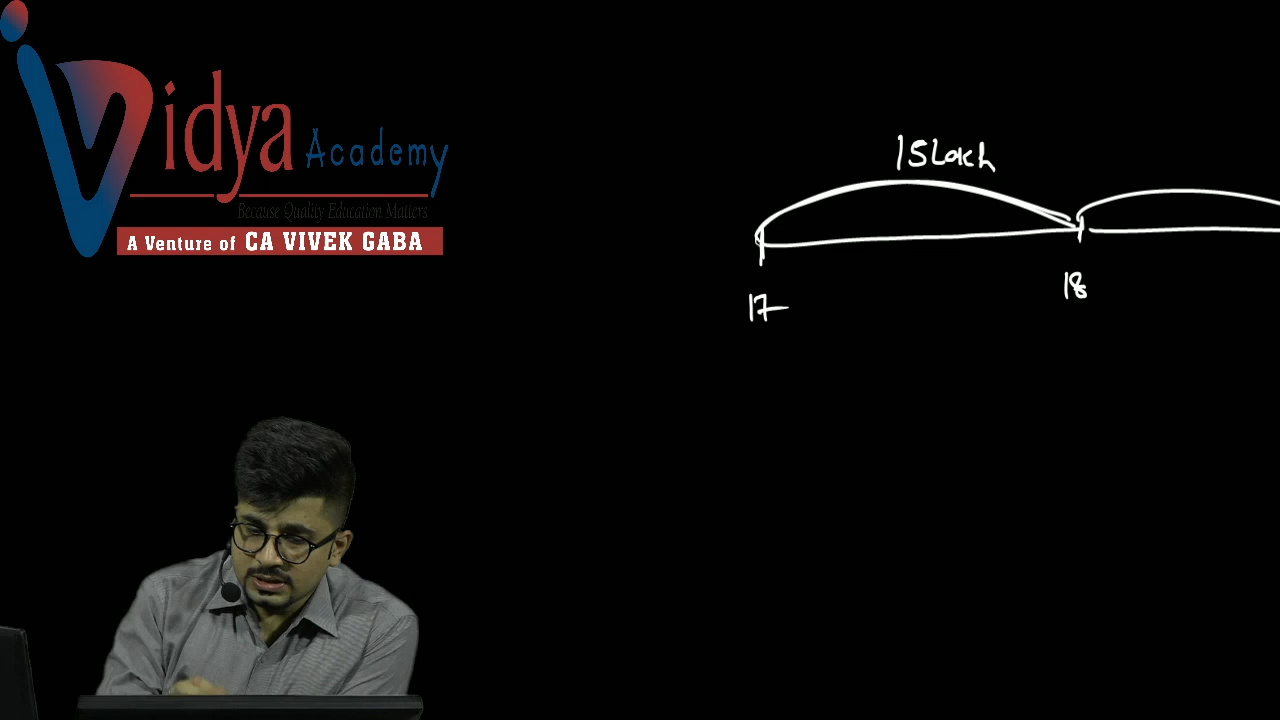 Vidya Academy
Because Quality Education Matters
A Venture of CA VIVEK GABA
15Lakh
17
18